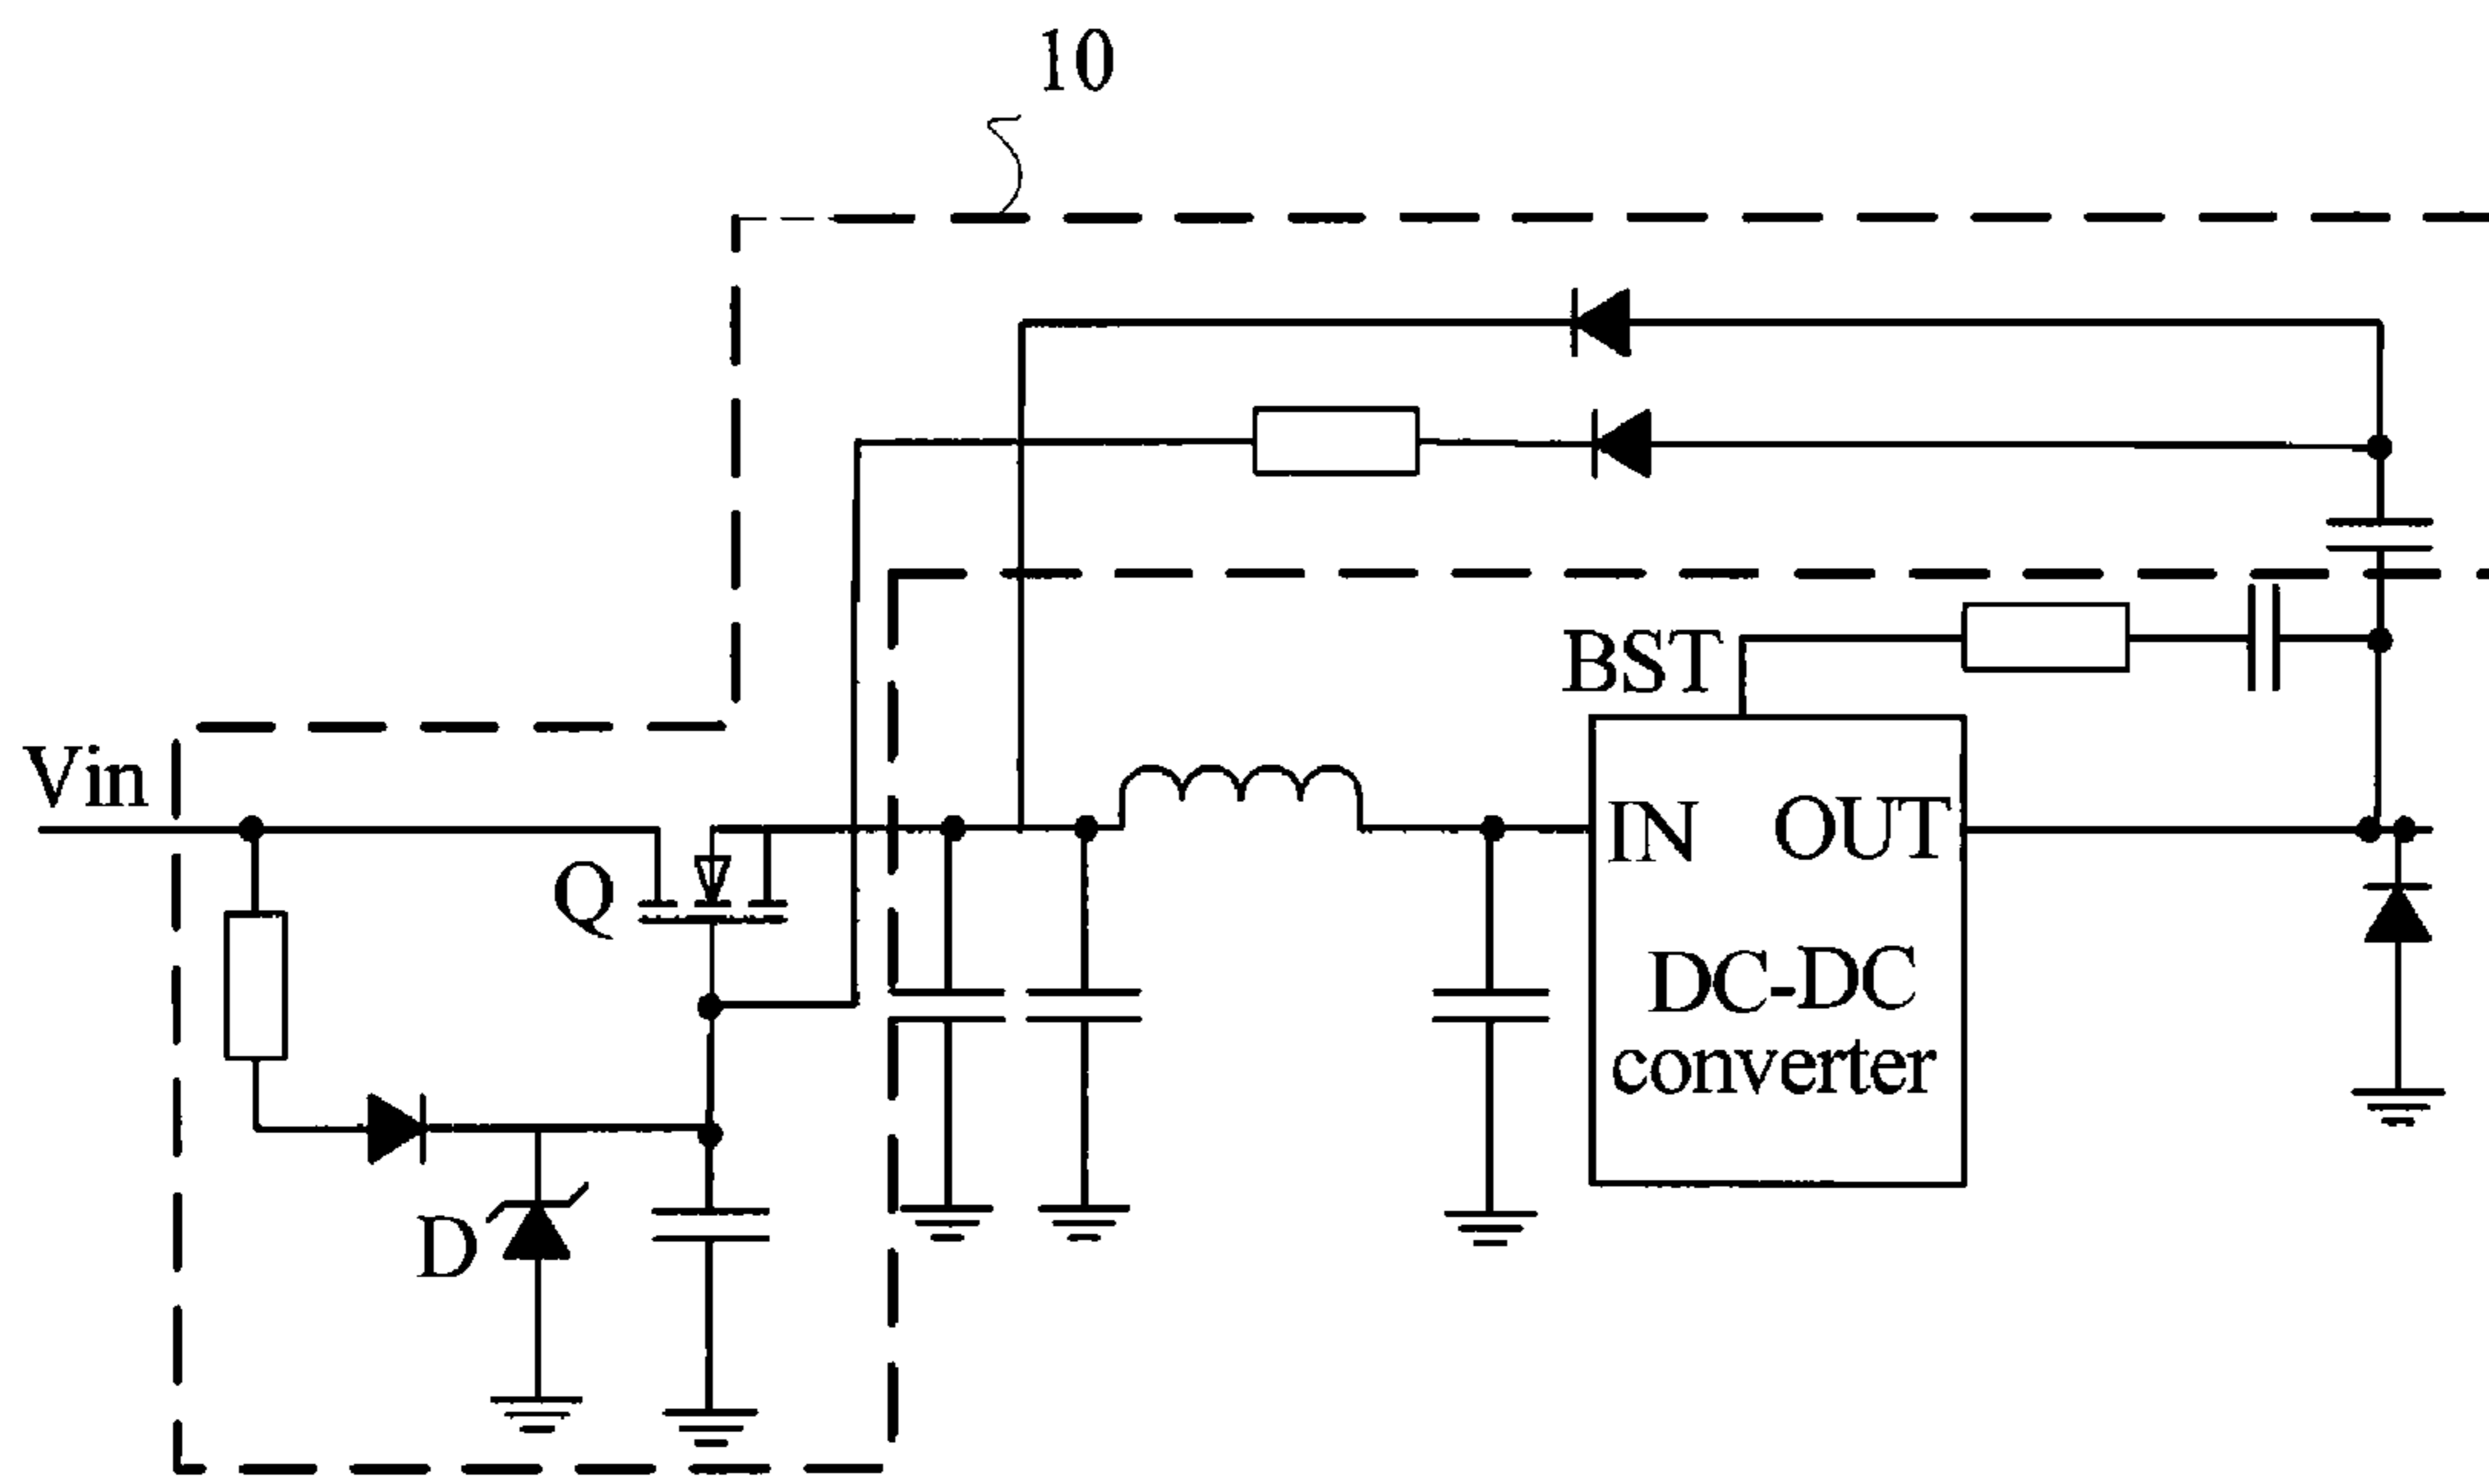 10
BST
Vin
IN OUT
Q
DC-DC
converter
D